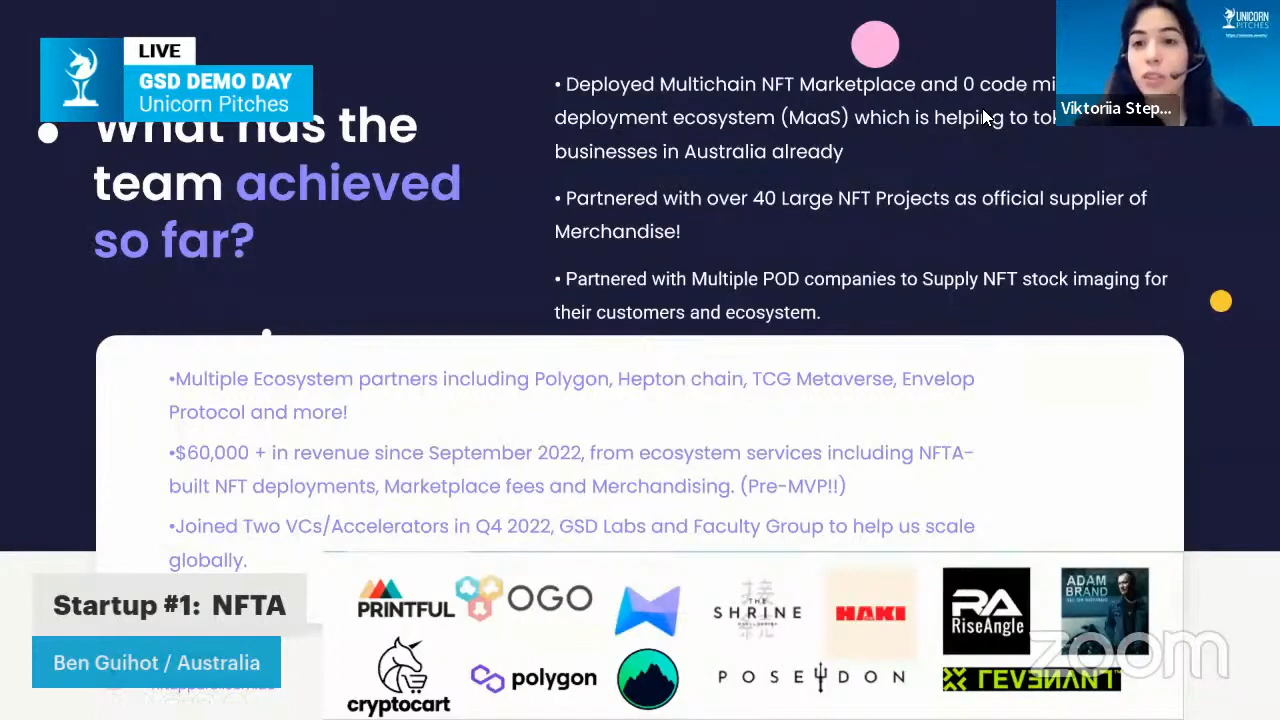 LIVE
GSD DEMO DAY
Unicorn Pitches
What has the
team achieved
so far?
• Deployed Multichain NFT Marketplace and 0 code
deployment ecosystem (MaaS) which is helping to
businesses in Australia already
• Partnered with over 40 Large NFT Projects as official supplier of
Merchandise!
• Partnered with Multiple POD companies to Supply NFT stock imaging for
their customers and ecosystem.
UNICORN
PITCHES
Viktoriia Step...
•Multiple Ecosystem partners including Polygon, Hepton chain, TCG Metaverse, Envelop
Protocol and more!
•$60,000 + in revenue since September 2022, from ecosystem services including NFTA-
built NFT deployments, Marketplace fees and Merchandising. (Pre-MVP!!)
•Joined Two VCs/Accelerators in Q4 2022, GSD Labs and Faculty Group to help us scale
globally.
Startup #1: NFTA
Ben Guihot / Australia
PRINTFUL
OGO
THE
SHRINE
HAKI
RA
RiseAngle
ADAM
BRAND
cryptocart
polygon
POSEIDON
REVENANT
zoom